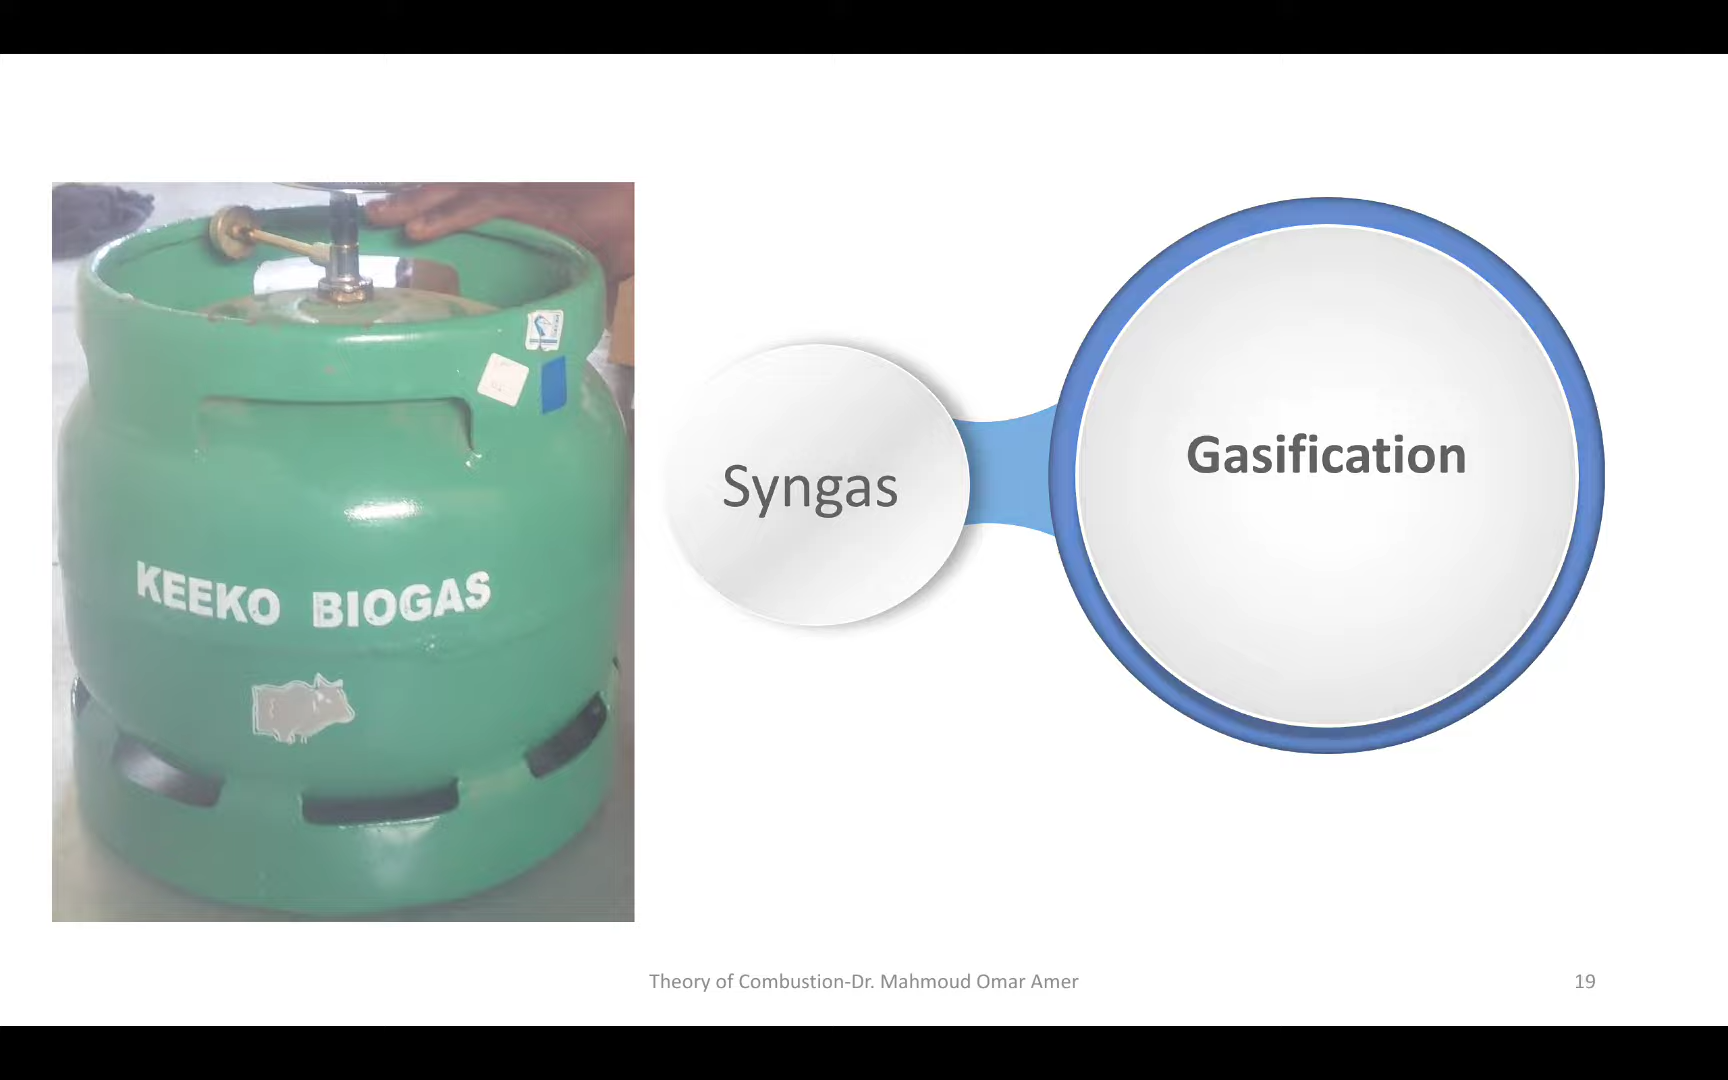 KEEKO BIOGAS
Syngas
Gasification
Theory of Combustion-Dr. Mahmoud Omar Amer
19